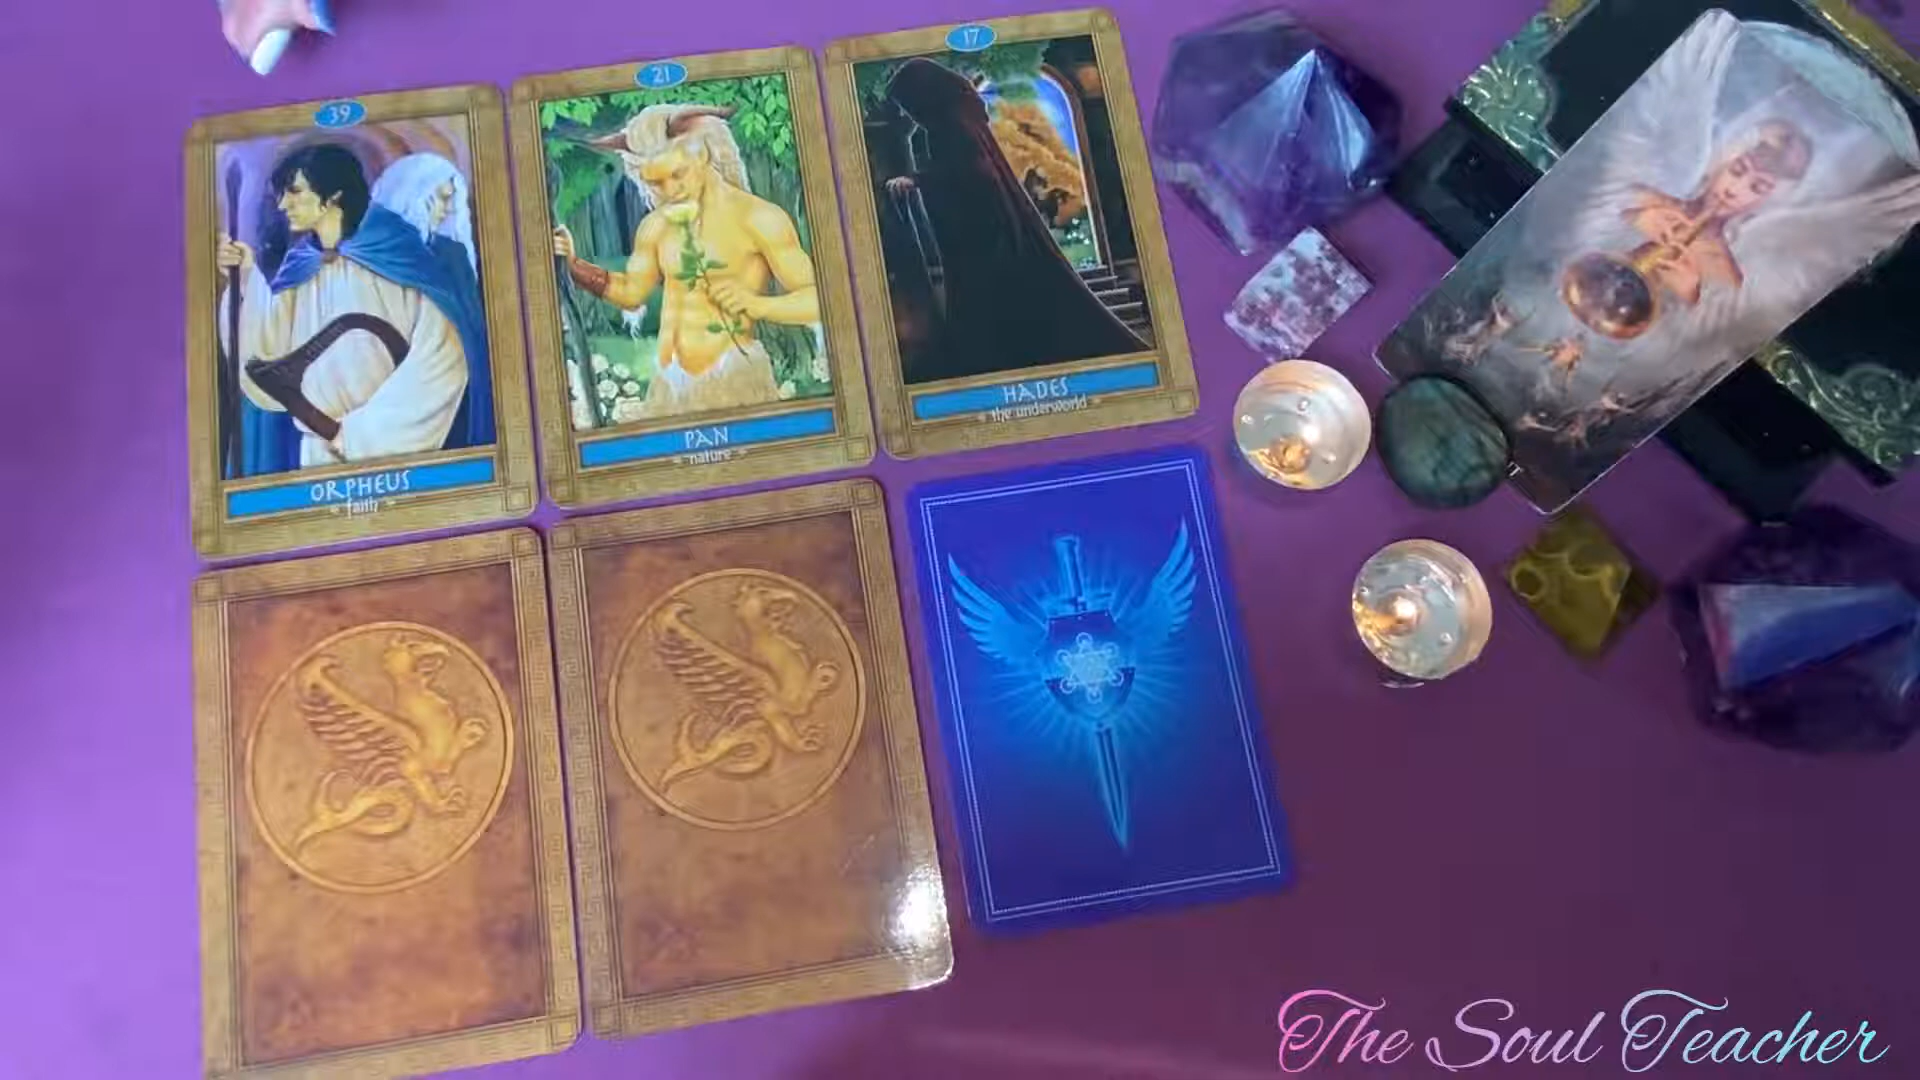 39
ORPHEUS
~ faith ~
21
PAN
~ nature ~
17
HADES
~ the underworld ~
The Soul Teacher